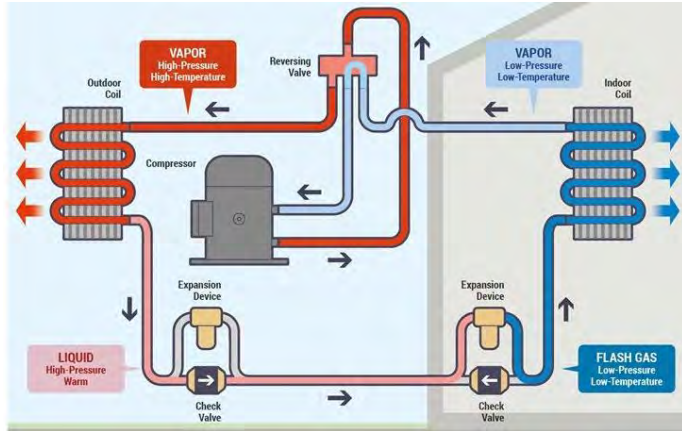 VAPOR
High-Pressure
High-Temperature
Reversing
Valve
VAPOR
Low-Pressure
Low-Temperature
Outdoor
Coil
Indoor
Coil
Compressor
Expansion
Device
Expansion
Device
LIQUID
High-Pressure
Warm
FLASH GAS
Low-Pressure
Low-Temperature
Check
Valve
Check
Valve